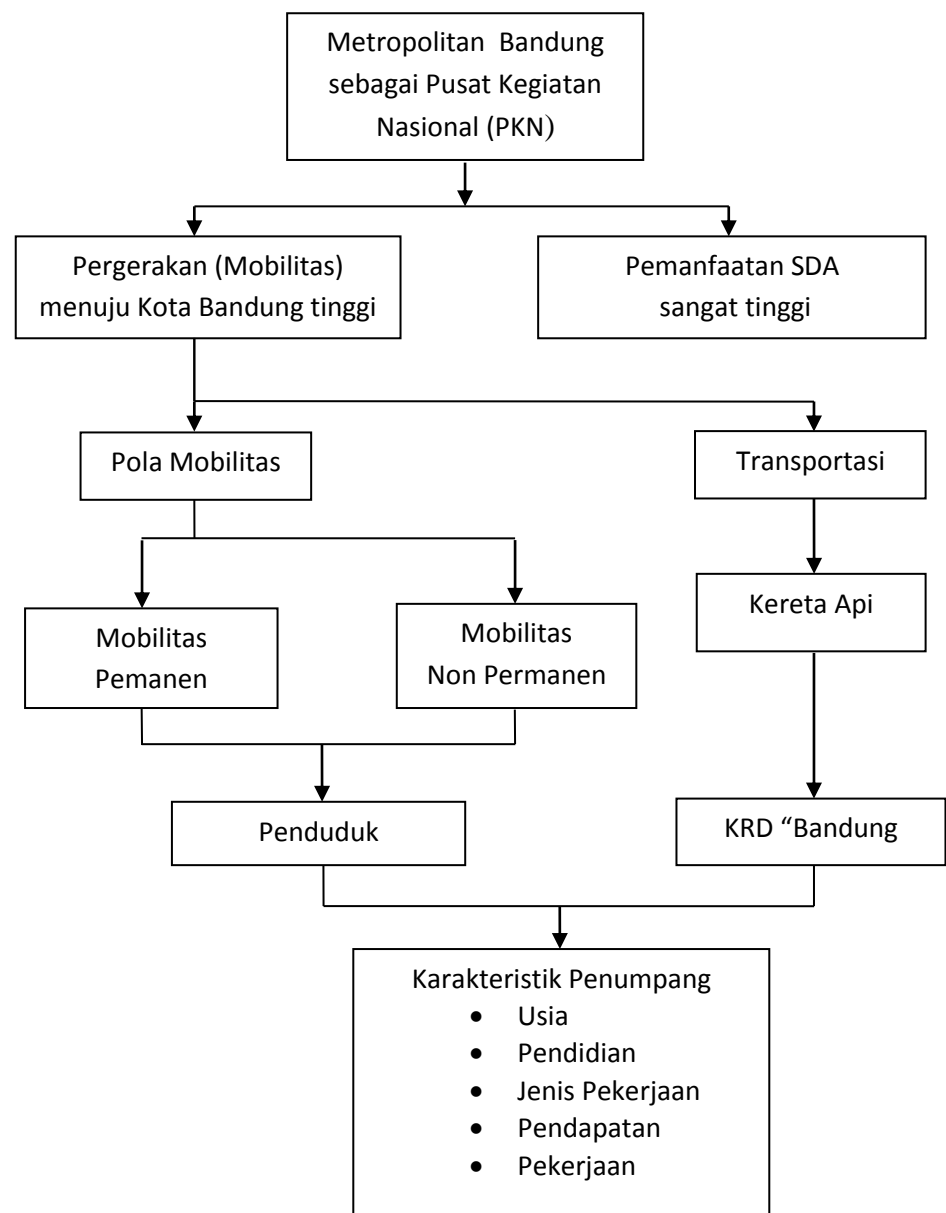 Metropolitan Bandung
sebagai Pusat Kegiatan
Nasional (PKN)
Pergerakan (Mobilitas)
menuju Kota Bandung tinggi
Pemanfaatan SDA
sangat tinggi
Pola Mobilitas
Transportasi
Mobilitas
Pemanen
Mobilitas
Non Permanen
Kereta Api
Penduduk
KRD “Bandung
Karakteristik Penumpang
• Usia
• Pendidian
• Jenis Pekerjaan
• Pendapatan
• Pekerjaan